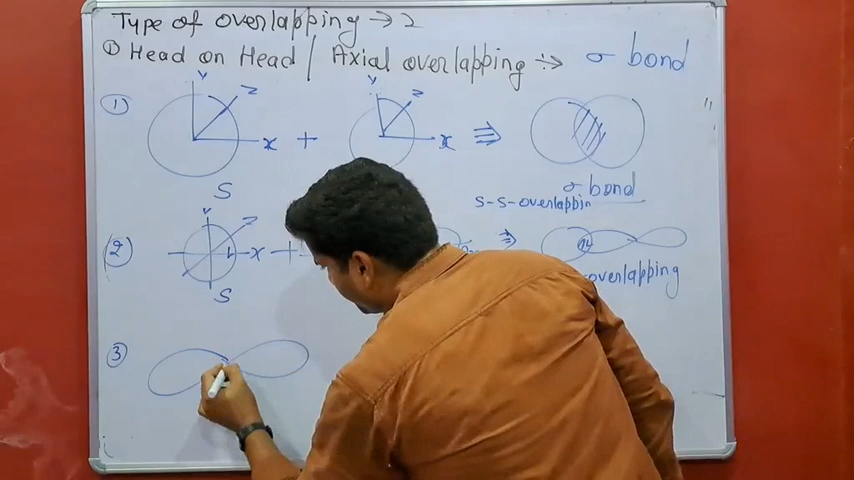 Type of overlapping → 2
① Head on Head / Axial overlapping ÷→ σ bond
① Y Z X + Y Z X ⇛
S
σ bond
S-S-overlappin
② Y Z X + ⇛
overlapping
S
③